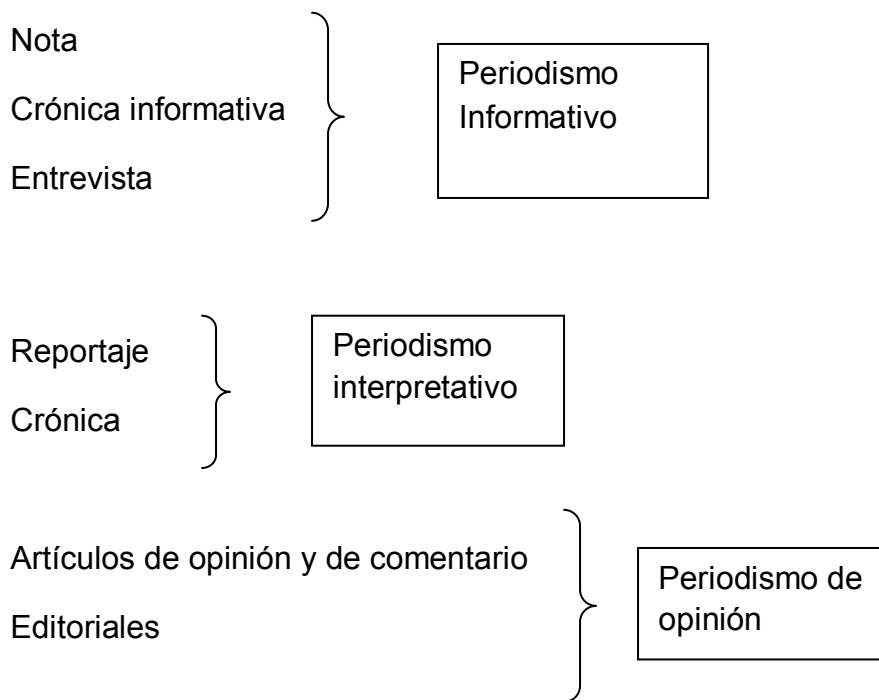 Nota
Crónica informativa
Entrevista
Periodismo
Informativo
Reportaje
Crónica
Periodismo
interpretativo
Artículos de opinión y de comentario
Editoriales
Periodismo de
opinión